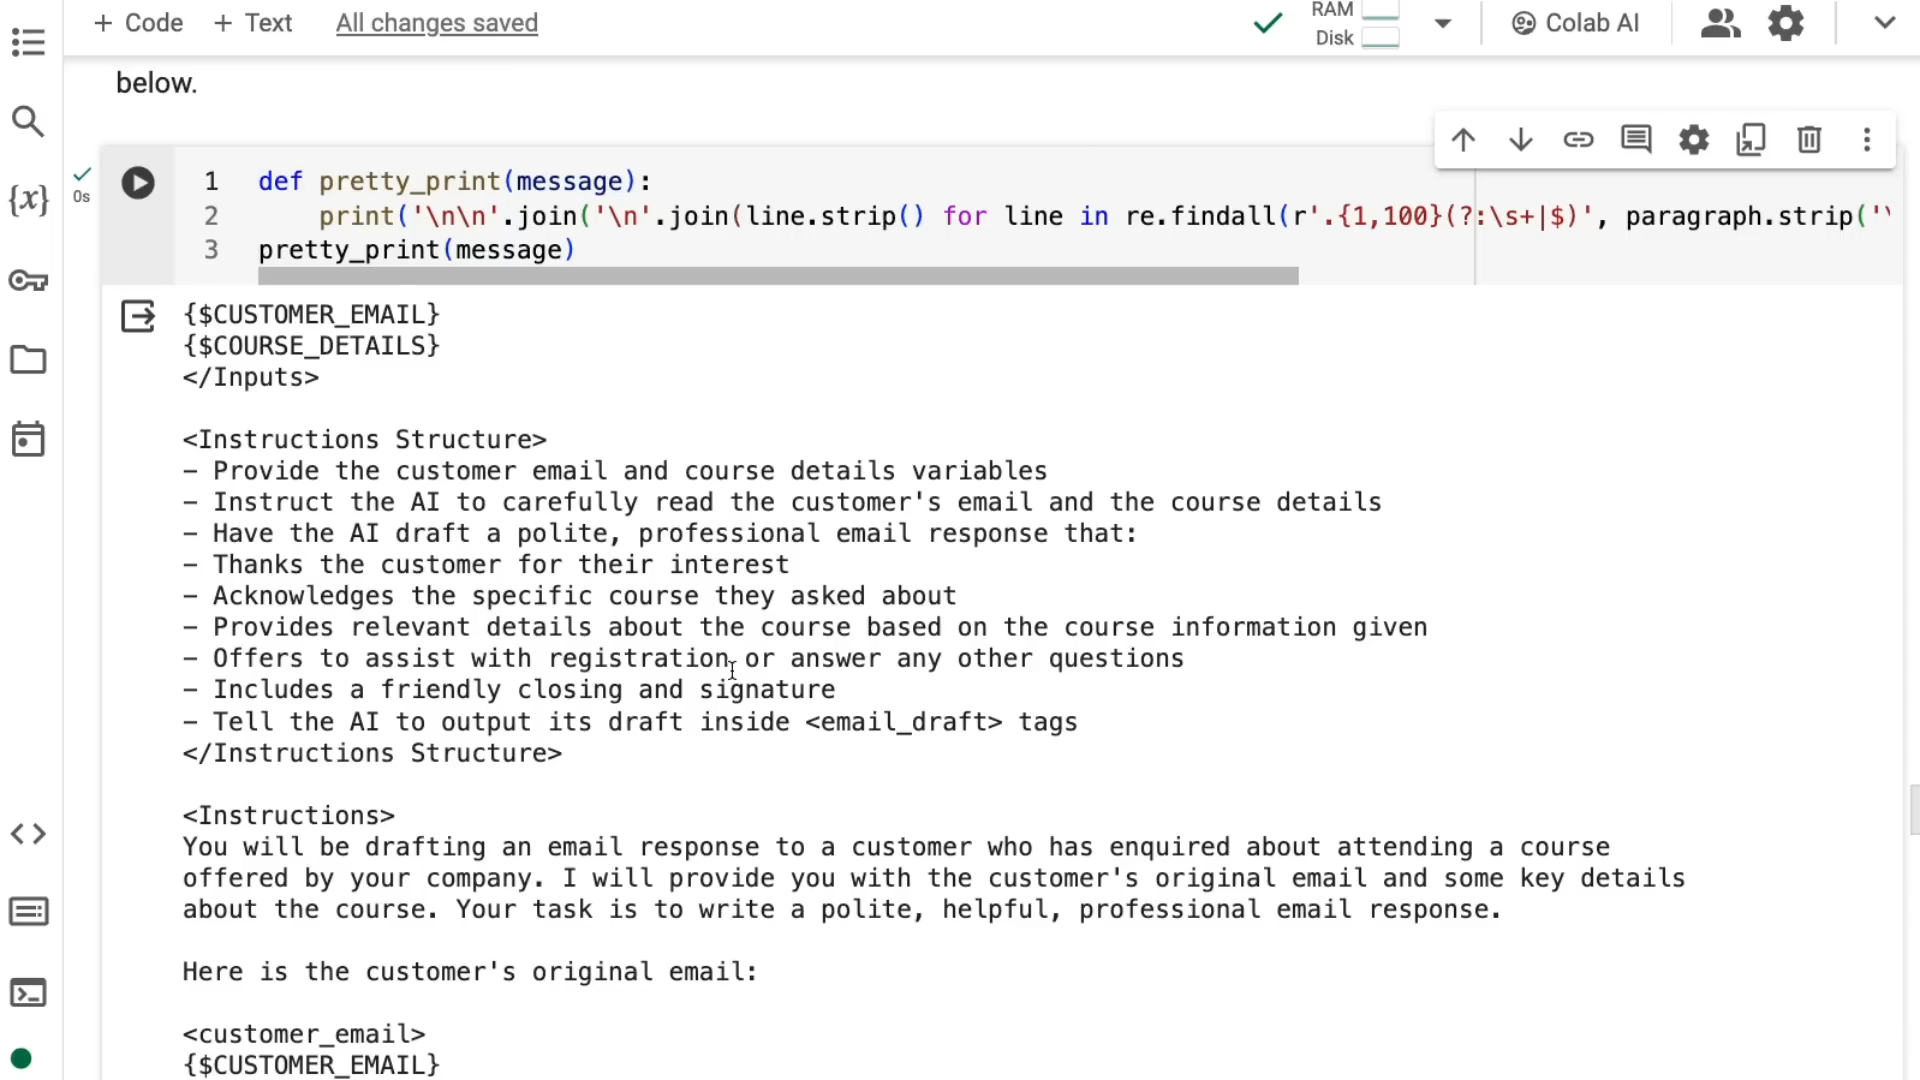 + Code + Text All changes saved RAM Disk Colab AI
below.
{x} 0s
1 def pretty_print(message):
2 print('\n\n'.join('\n'.join(line.strip() for line in re.findall(r'.{1,100}(?:\s+|$)', paragraph.strip('\
3 pretty_print(message)
{$CUSTOMER_EMAIL}
{$COURSE_DETAILS}
</Inputs>
<Instructions Structure>
- Provide the customer email and course details variables
- Instruct the AI to carefully read the customer's email and the course details
- Have the AI draft a polite, professional email response that:
- Thanks the customer for their interest
- Acknowledges the specific course they asked about
- Provides relevant details about the course based on the course information given
- Offers to assist with registration or answer any other questions
- Includes a friendly closing and signature
- Tell the AI to output its draft inside <email_draft> tags
</Instructions Structure>
<Instructions>
You will be drafting an email response to a customer who has enquired about attending a course
offered by your company. I will provide you with the customer's original email and some key details
about the course. Your task is to write a polite, helpful, professional email response.
Here is the customer's original email:
<customer_email>
{$CUSTOMER_EMAIL}